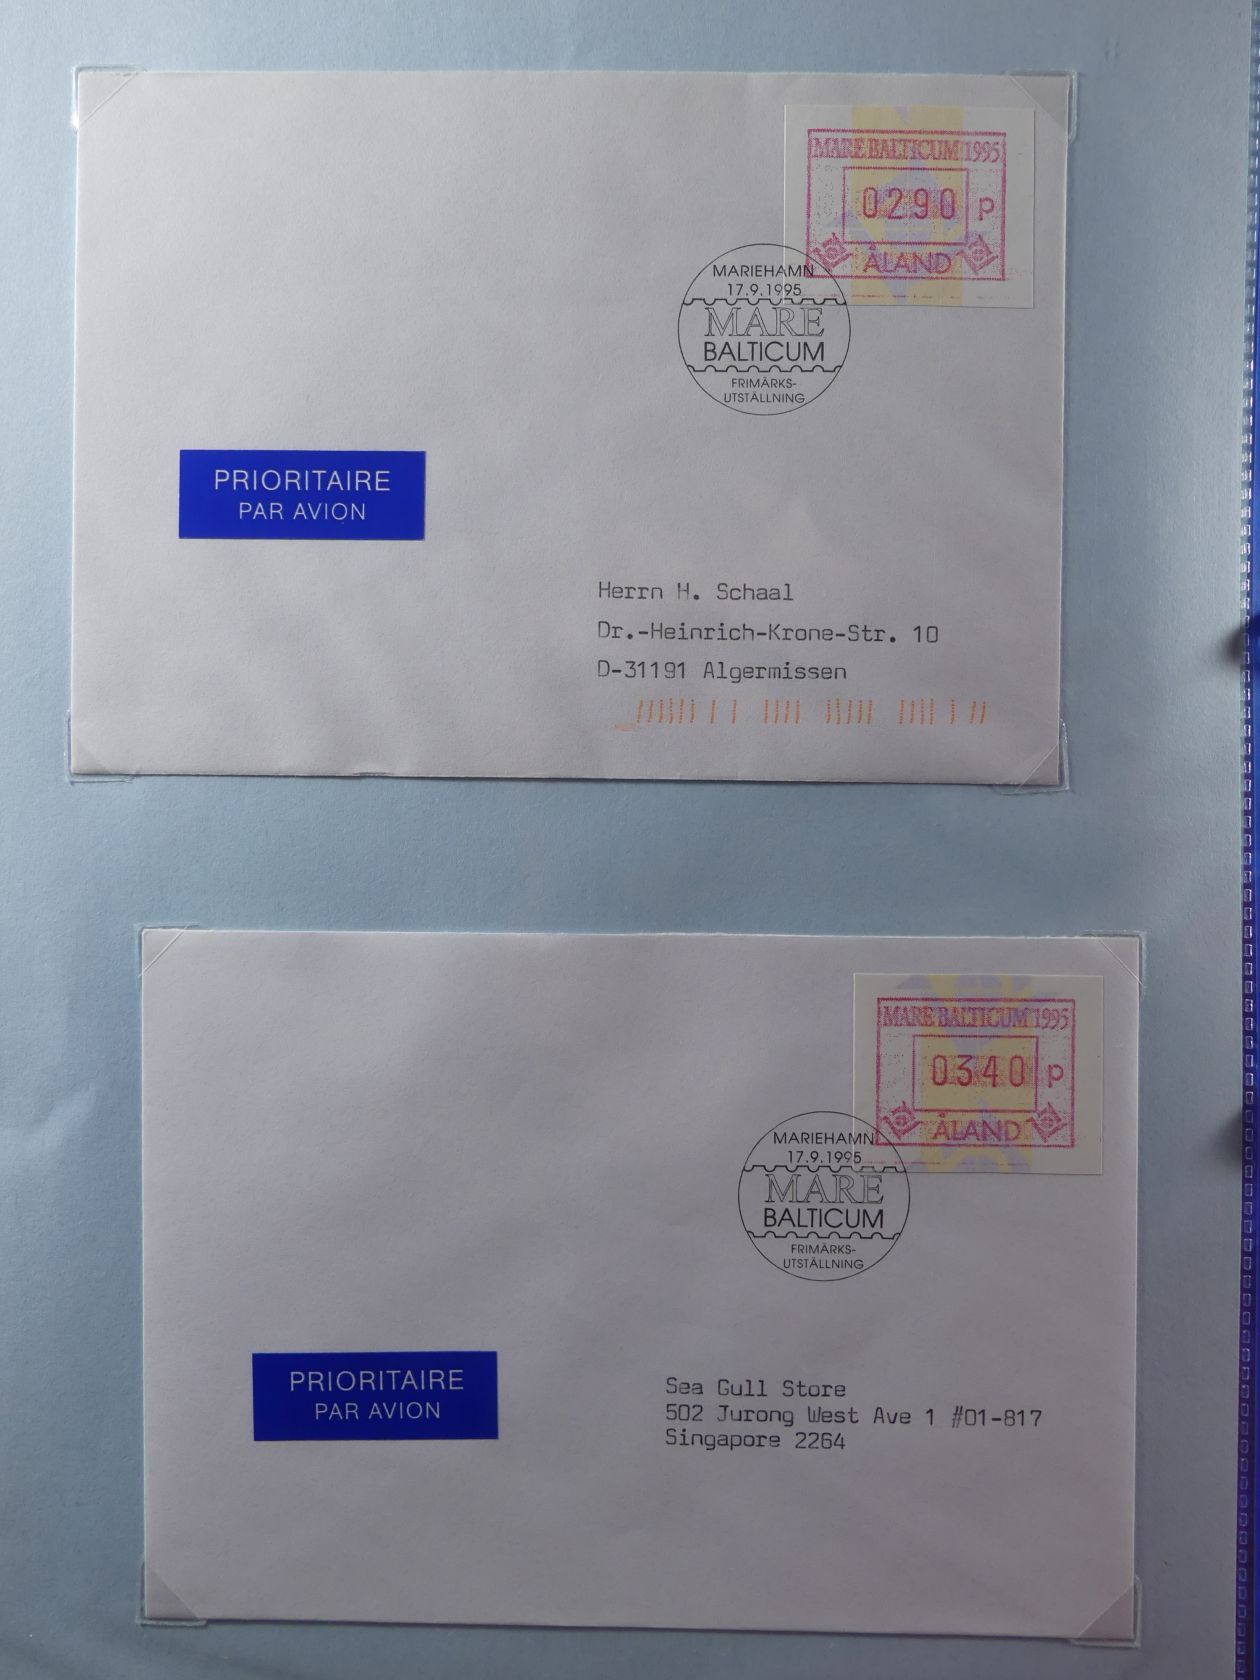 MARE BALTICUM 1995
0290 p
ÅLAND
MARIEHAMN
17.9.1995
MARE
BALTICUM
FRIMÄRKS-
UTSTÄLLNING
PRIORITAIRE
PAR AVION
Herrn H. Schaal
Dr.-Heinrich-Krone-Str. 10
D-31191 Algermissen
MARE BALTICUM 1995
0340 p
ÅLAND
MARIEHAMN
17.9.1995
MARE
BALTICUM
FRIMÄRKS-
UTSTÄLLNING
PRIORITAIRE
PAR AVION
Sea Gull Store
502 Jurong West Ave 1 #01-817
Singapore 2264